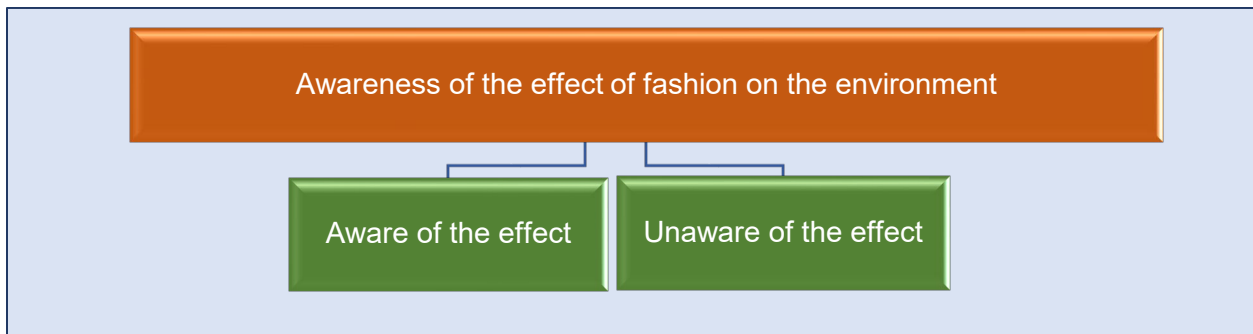 Awareness of the effect of fashion on the environment
Aware of the effect
Unaware of the effect